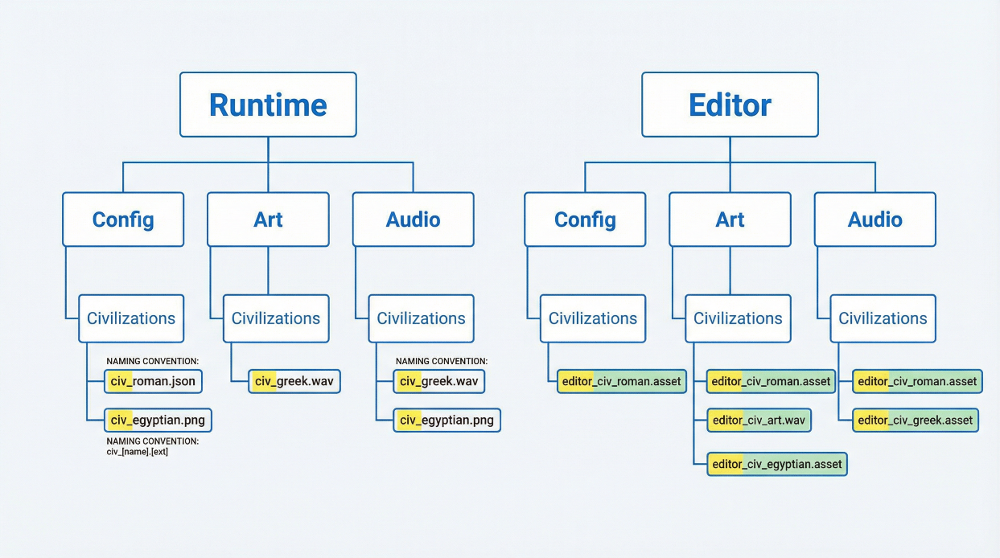 Runtime
Editor
Config
Art
Audio
Config
Art
Audio
Civilizations
Civilizations
Civilizations
Civilizations
Civilizations
Civilizations
NAMING CONVENTION:
NAMING CONVENTION:
civ_roman.json
civ_greek.wav
civ_greek.wav
editor_civ_roman.asset
editor_civ_roman.asset
editor_civ_roman.asset
civ_egyptian.png
civ_egyptian.png
editor_civ_art.wav
editor_civ_greek.asset
NAMING CONVENTION:
civ_[name].[ext]
editor_civ_egyptian.asset